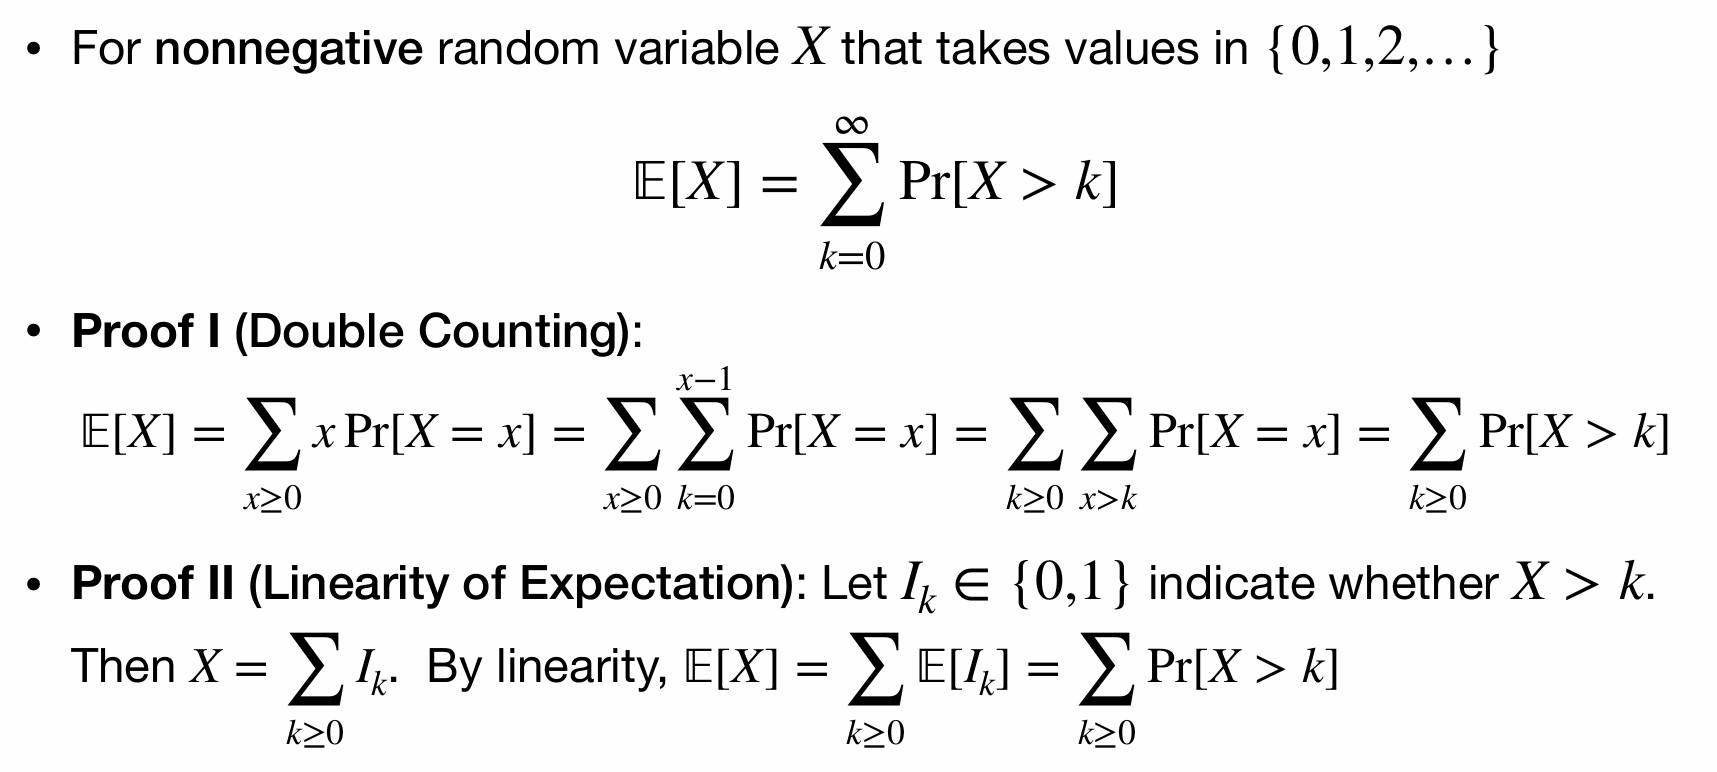 • For nonnegative random variable X that takes values in {0,1,2,…}
𝔼[X] = ∑_{k=0}^{∞} Pr[X > k]
• Proof I (Double Counting):
𝔼[X] = ∑_{x≥0} x Pr[X = x] = ∑_{x≥0} ∑_{k=0}^{x−1} Pr[X = x] = ∑_{k≥0} ∑_{x>k} Pr[X = x] = ∑_{k≥0} Pr[X > k]
• Proof II (Linearity of Expectation): Let I_k ∈ {0,1} indicate whether X > k.
Then X = ∑_{k≥0} I_k. By linearity, 𝔼[X] = ∑_{k≥0} 𝔼[I_k] = ∑_{k≥0} Pr[X > k]